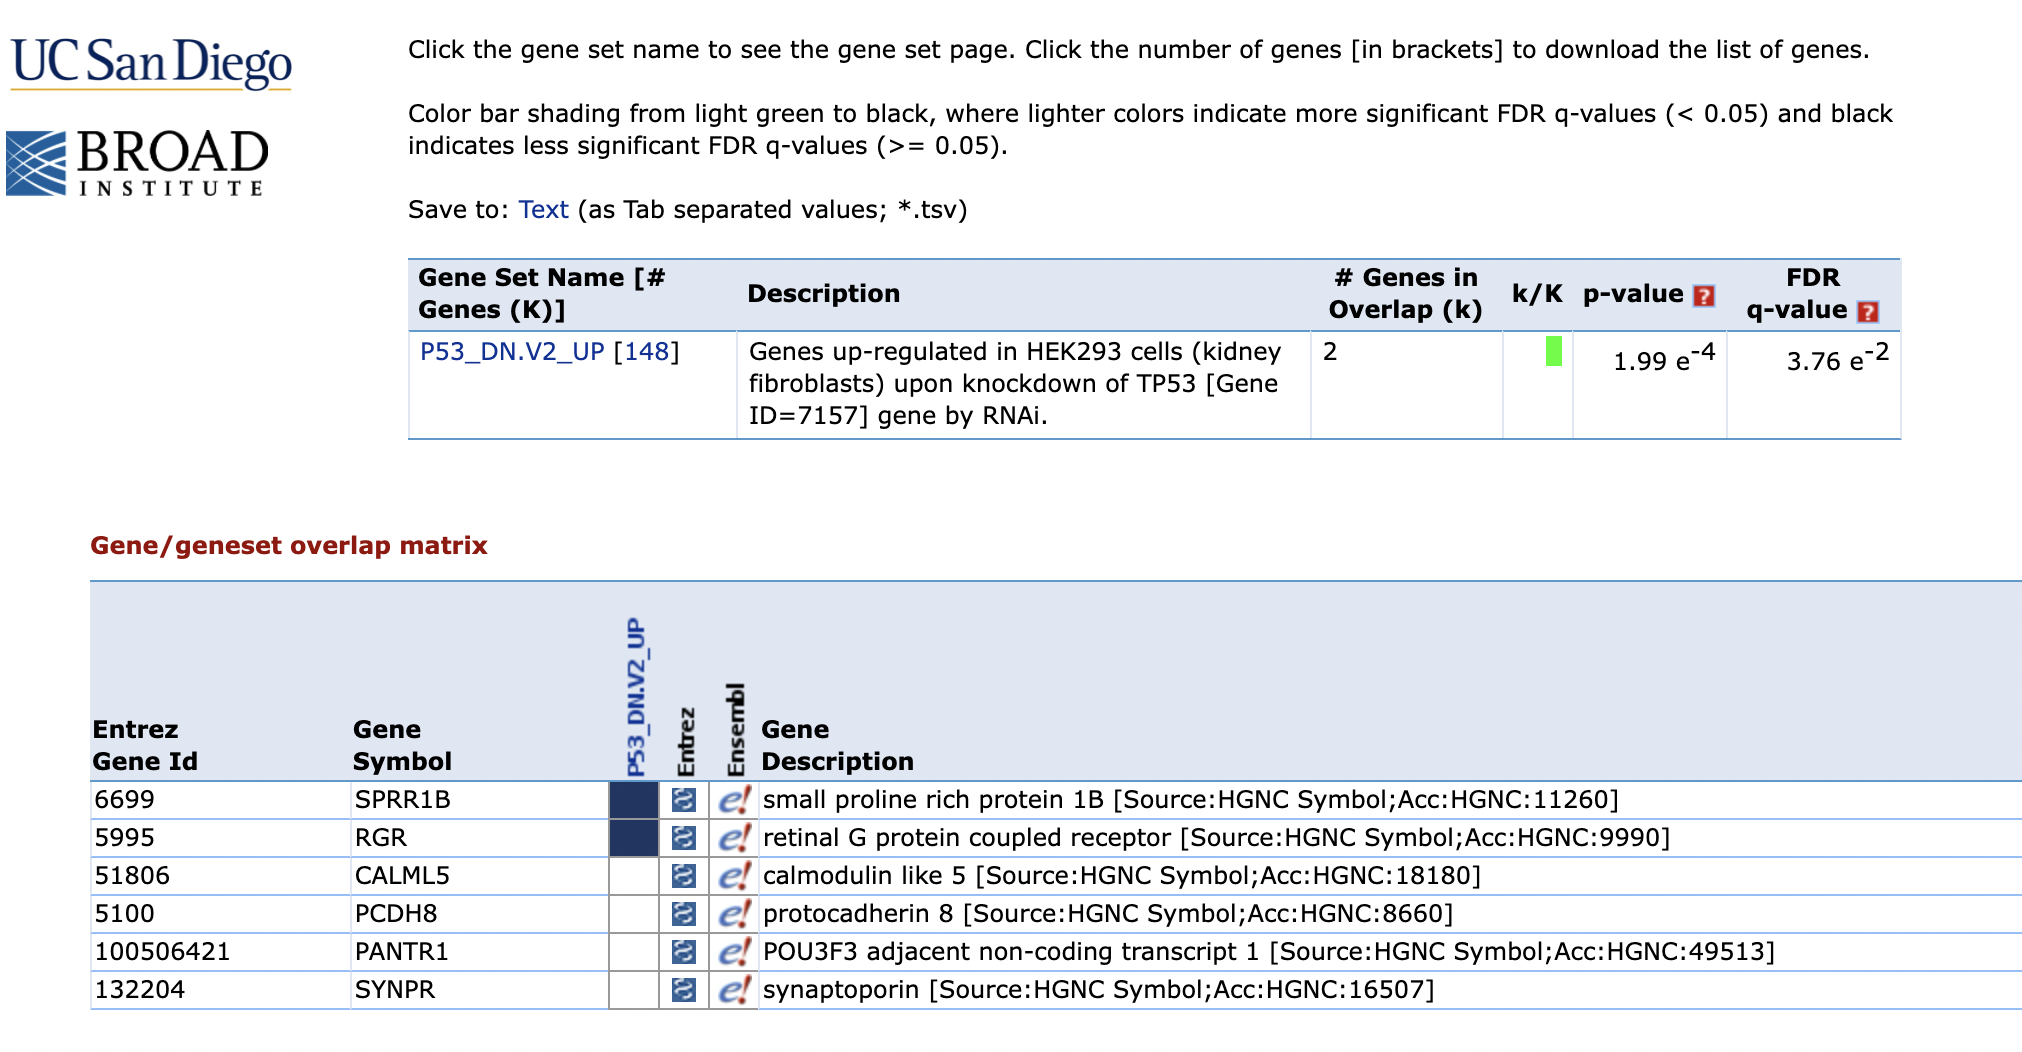 UC San Diego
BROAD
INSTITUTE
Click the gene set name to see the gene set page. Click the number of genes [in brackets] to download the list of genes.
Color bar shading from light green to black, where lighter colors indicate more significant FDR q-values (< 0.05) and black
indicates less significant FDR q-values (>= 0.05).
Save to: Text (as Tab separated values; *.tsv)
Gene Set Name [# Genes (K)] Description # Genes in Overlap (k) k/K p-value ? FDR q-value ?
P53_DN.V2_UP [148] Genes up-regulated in HEK293 cells (kidney 2 1.99 e-4 3.76 e-2
fibroblasts) upon knockdown of TP53 [Gene
ID=7157] gene by RNAi.
Gene/geneset overlap matrix
Entrez Gene Id Gene Symbol P53_DN.V2_UP Entrez Ensembl Gene Description
6699 SPRR1B e! small proline rich protein 1B [Source:HGNC Symbol;Acc:HGNC:11260]
5995 RGR e! retinal G protein coupled receptor [Source:HGNC Symbol;Acc:HGNC:9990]
51806 CALML5 e! calmodulin like 5 [Source:HGNC Symbol;Acc:HGNC:18180]
5100 PCDH8 e! protocadherin 8 [Source:HGNC Symbol;Acc:HGNC:8660]
100506421 PANTR1 e! POU3F3 adjacent non-coding transcript 1 [Source:HGNC Symbol;Acc:HGNC:49513]
132204 SYNPR e! synaptoporin [Source:HGNC Symbol;Acc:HGNC:16507]